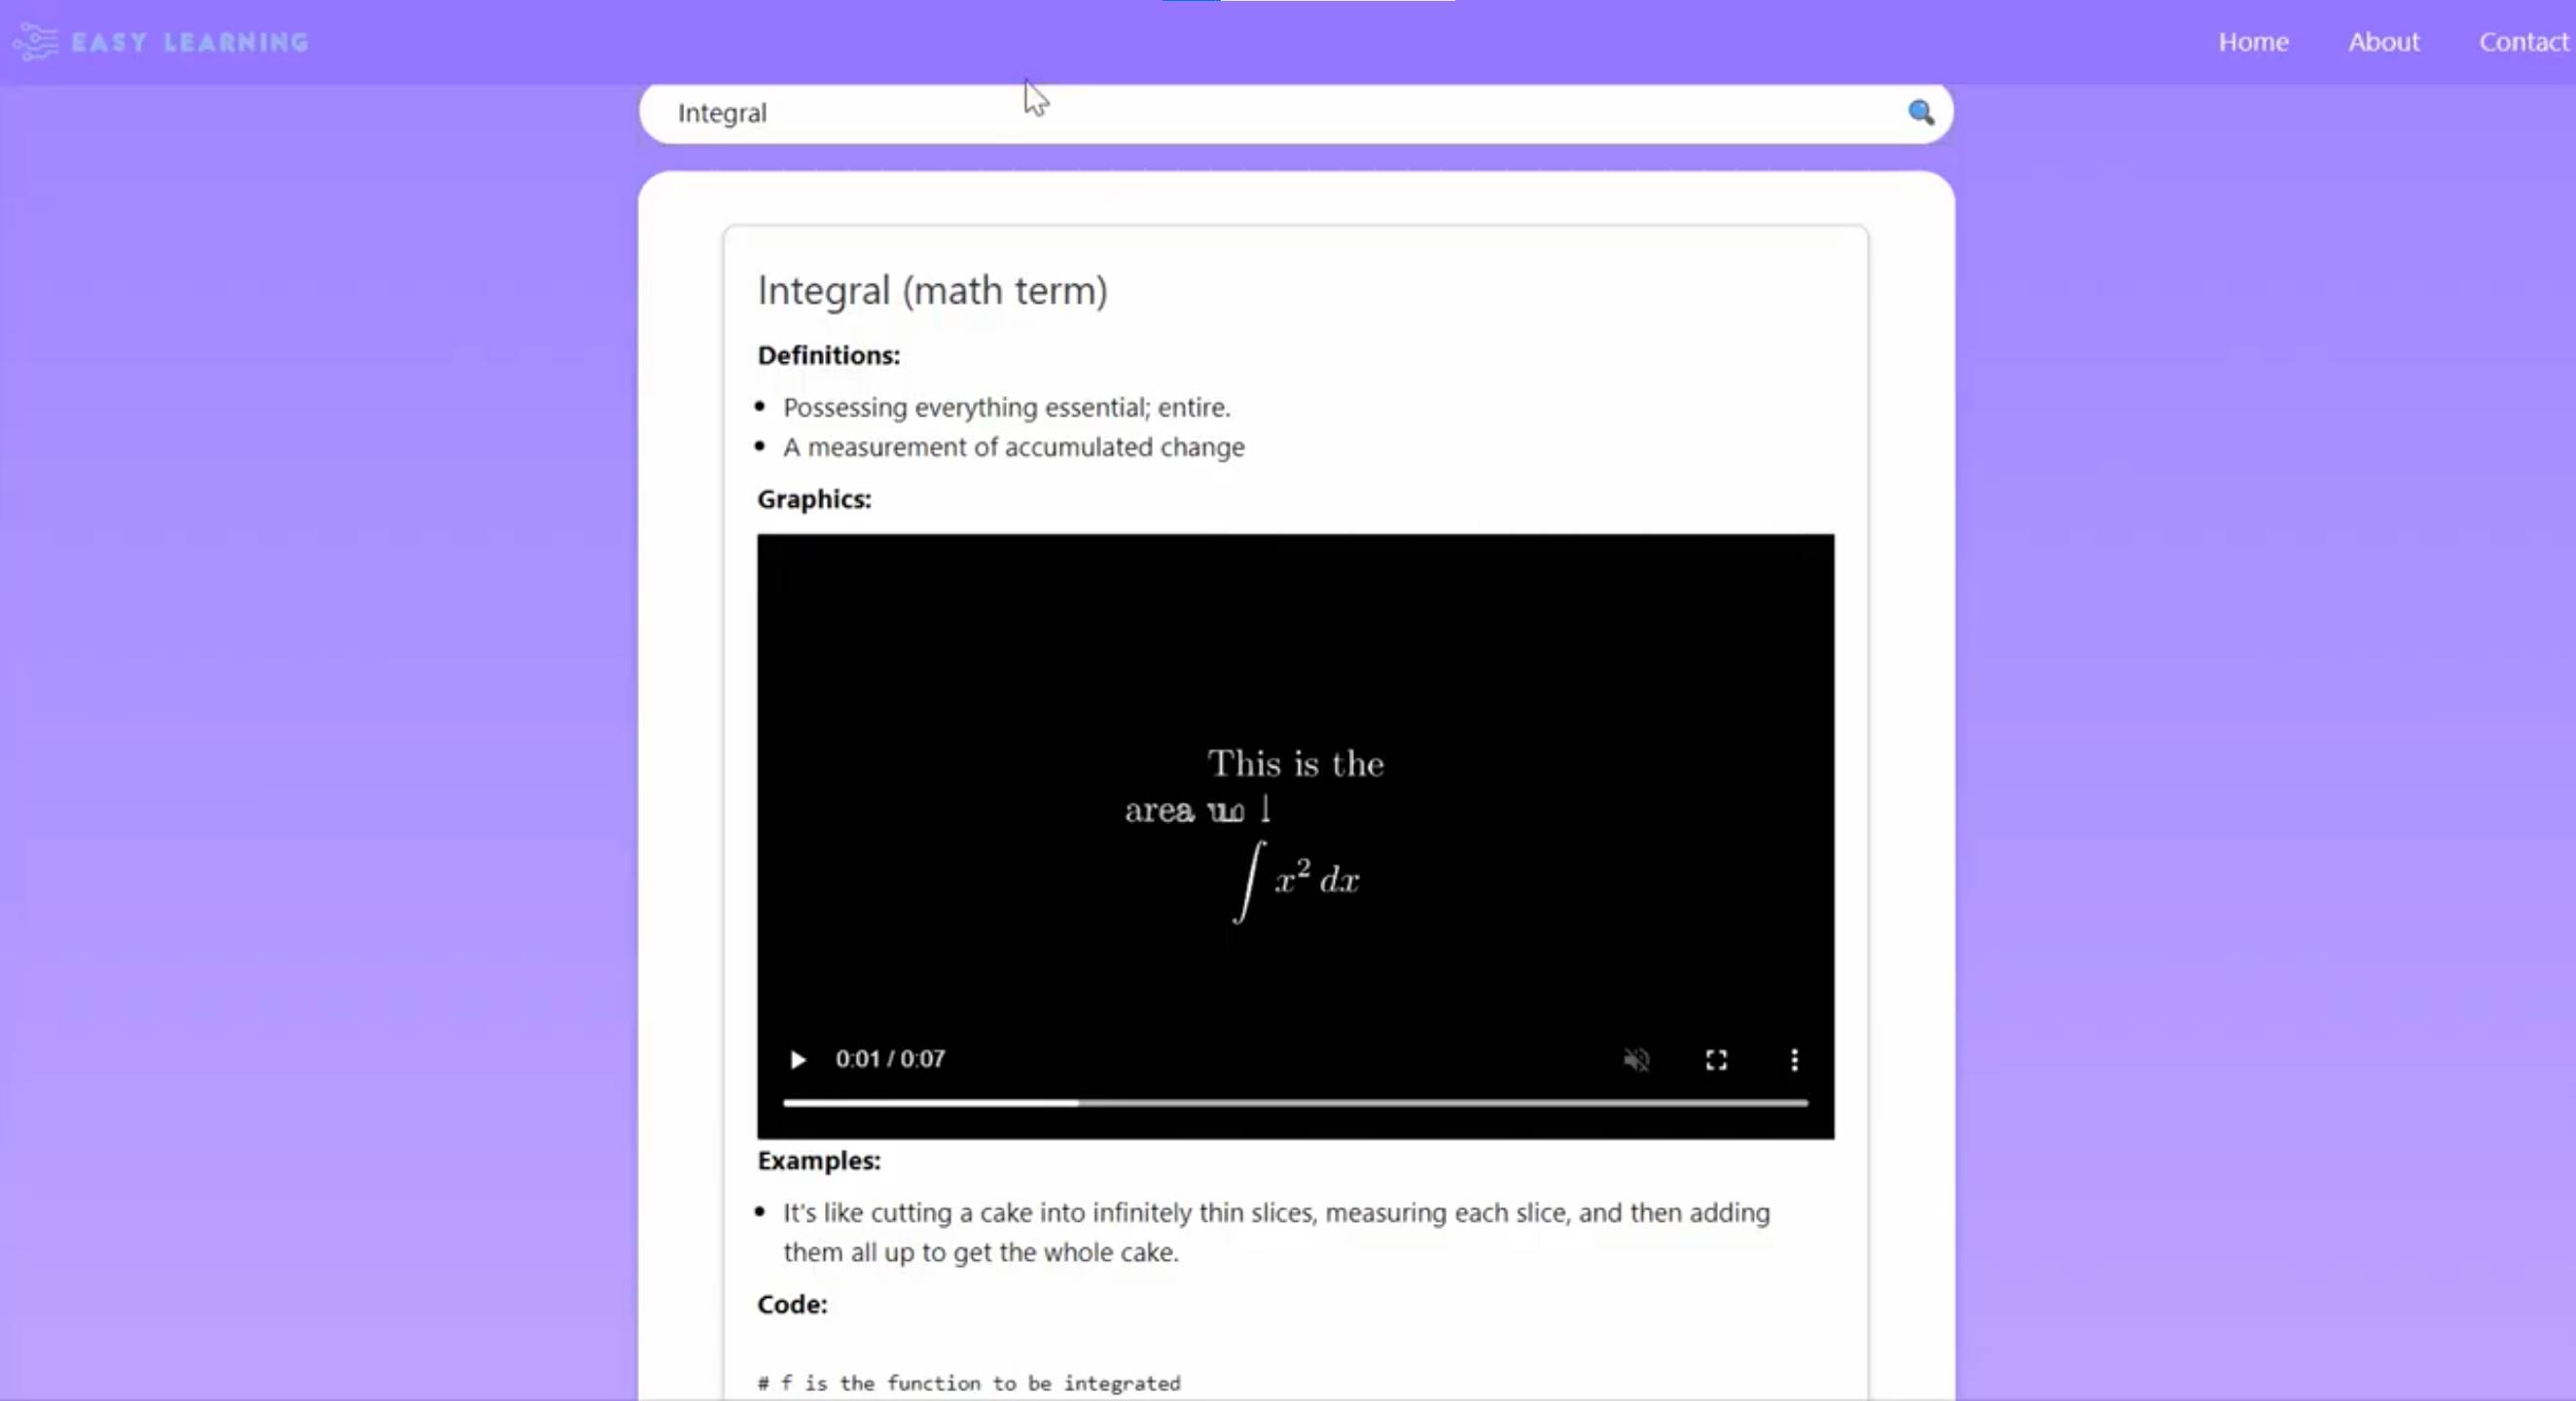 EASY LEARNING
Home About Contact
Integral
Integral (math term)
Definitions:
• Possessing everything essential; entire.
• A measurement of accumulated change
Graphics:
This is the
area
∫ x² dx
0:01 / 0:07
Examples:
• It's like cutting a cake into infinitely thin slices, measuring each slice, and then adding
them all up to get the whole cake.
Code:
# f is the function to be integrated